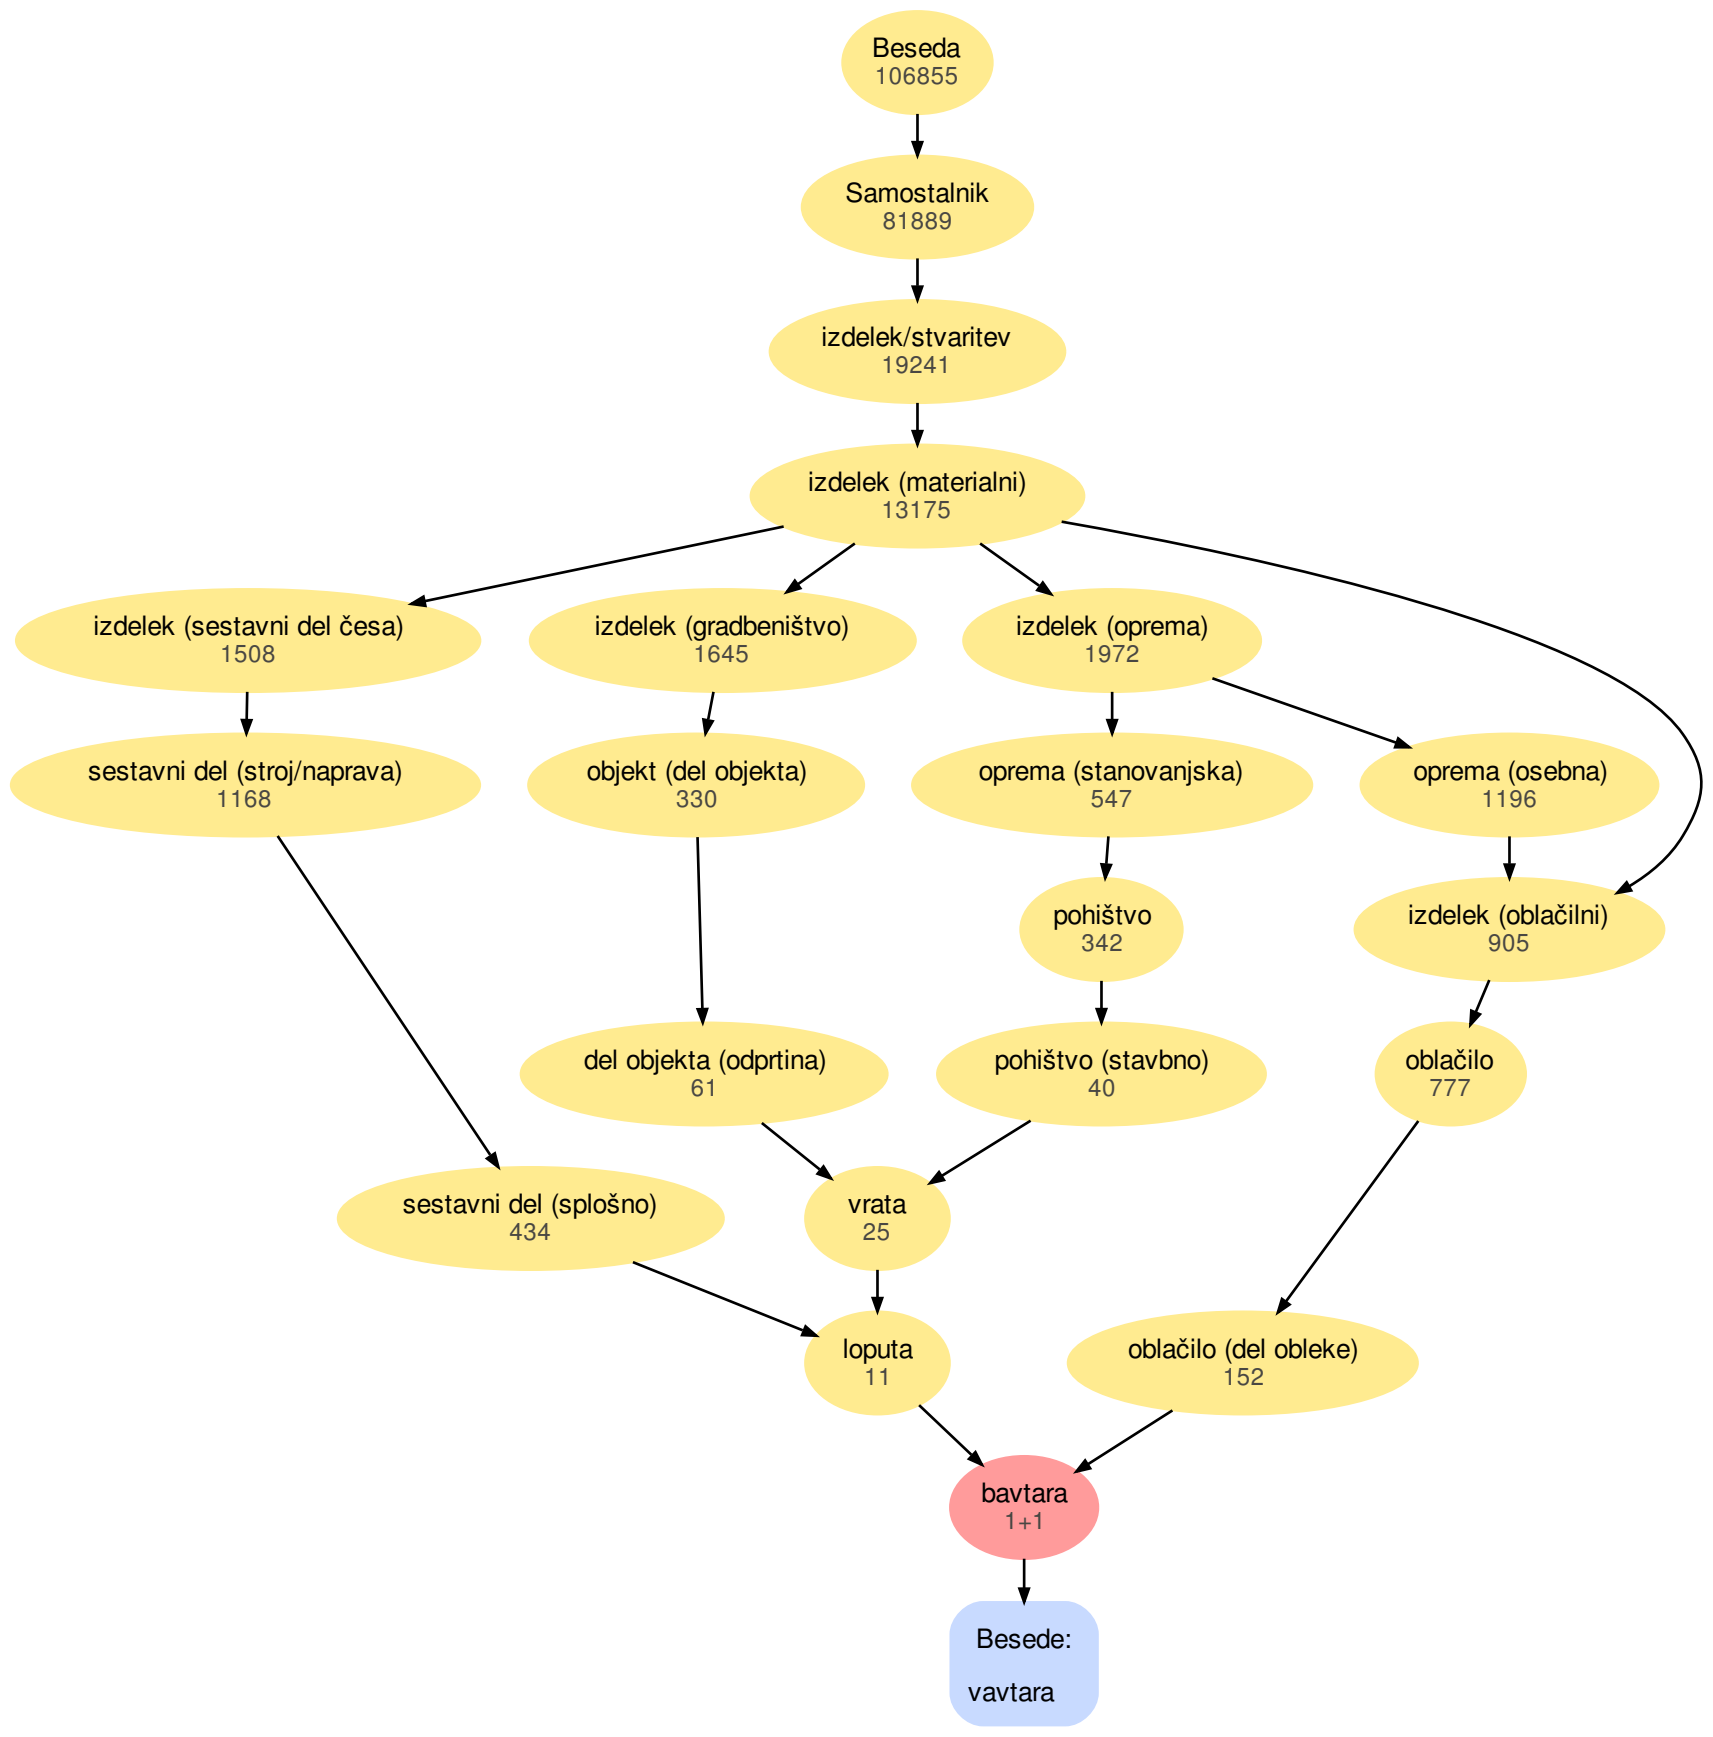 Beseda
106855
Samostalnik
81889
izdelek/stvaritev
19241
izdelek (materialni)
13175
izdelek (sestavni del česa)
1508
izdelek (gradbeništvo)
1645
izdelek (oprema)
1972
sestavni del (stroj/naprava)
1168
objekt (del objekta)
330
oprema (stanovanjska)
547
oprema (osebna)
1196
pohištvo
342
izdelek (oblačilni)
905
del objekta (odprtina)
61
pohištvo (stavbno)
40
oblačilo
777
sestavni del (splošno)
434
vrata
25
loputa
11
oblačilo (del obleke)
152
bavtara
1+1
Besede:
vavtara